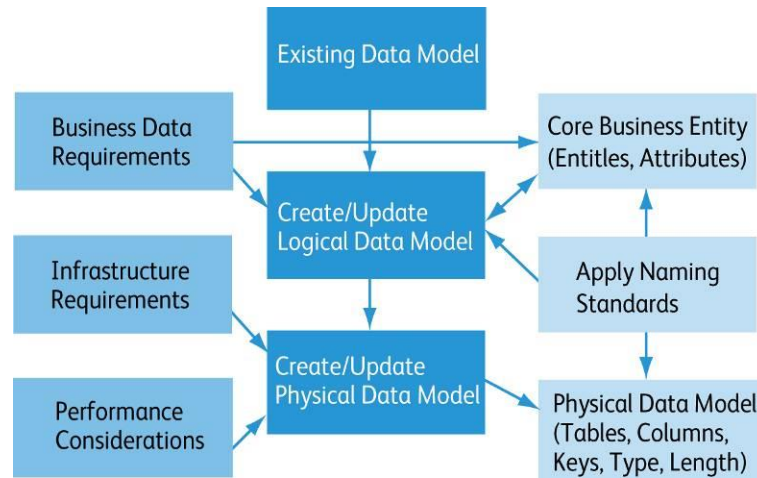 Existing Data Model
Business Data
Requirements
Core Business Entity
(Entitles, Attributes)
Create/Update
Logical Data Model
Infrastructure
Requirements
Apply Naming
Standards
Create/Update
Physical Data Model
Performance
Considerations
Physical Data Model
(Tables, Columns,
Keys, Type, Length)